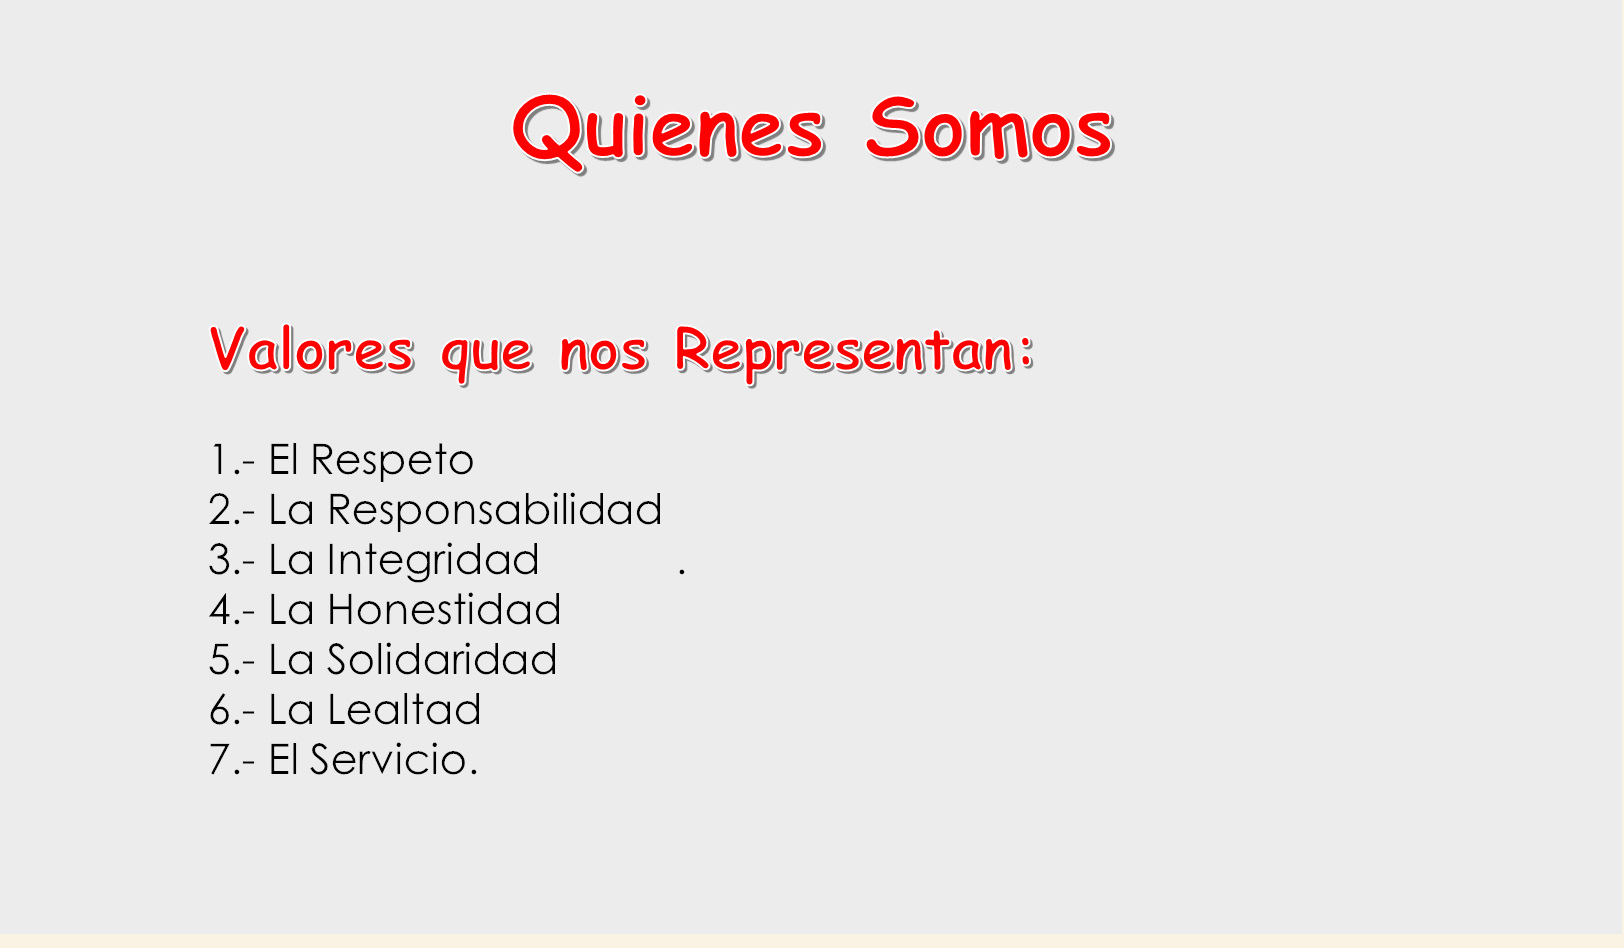 Quienes Somos
Valores que nos Representan:
1.- El Respeto
2.- La Responsabilidad
3.- La Integridad .
4.- La Honestidad
5.- La Solidaridad
6.- La Lealtad
7.- El Servicio.